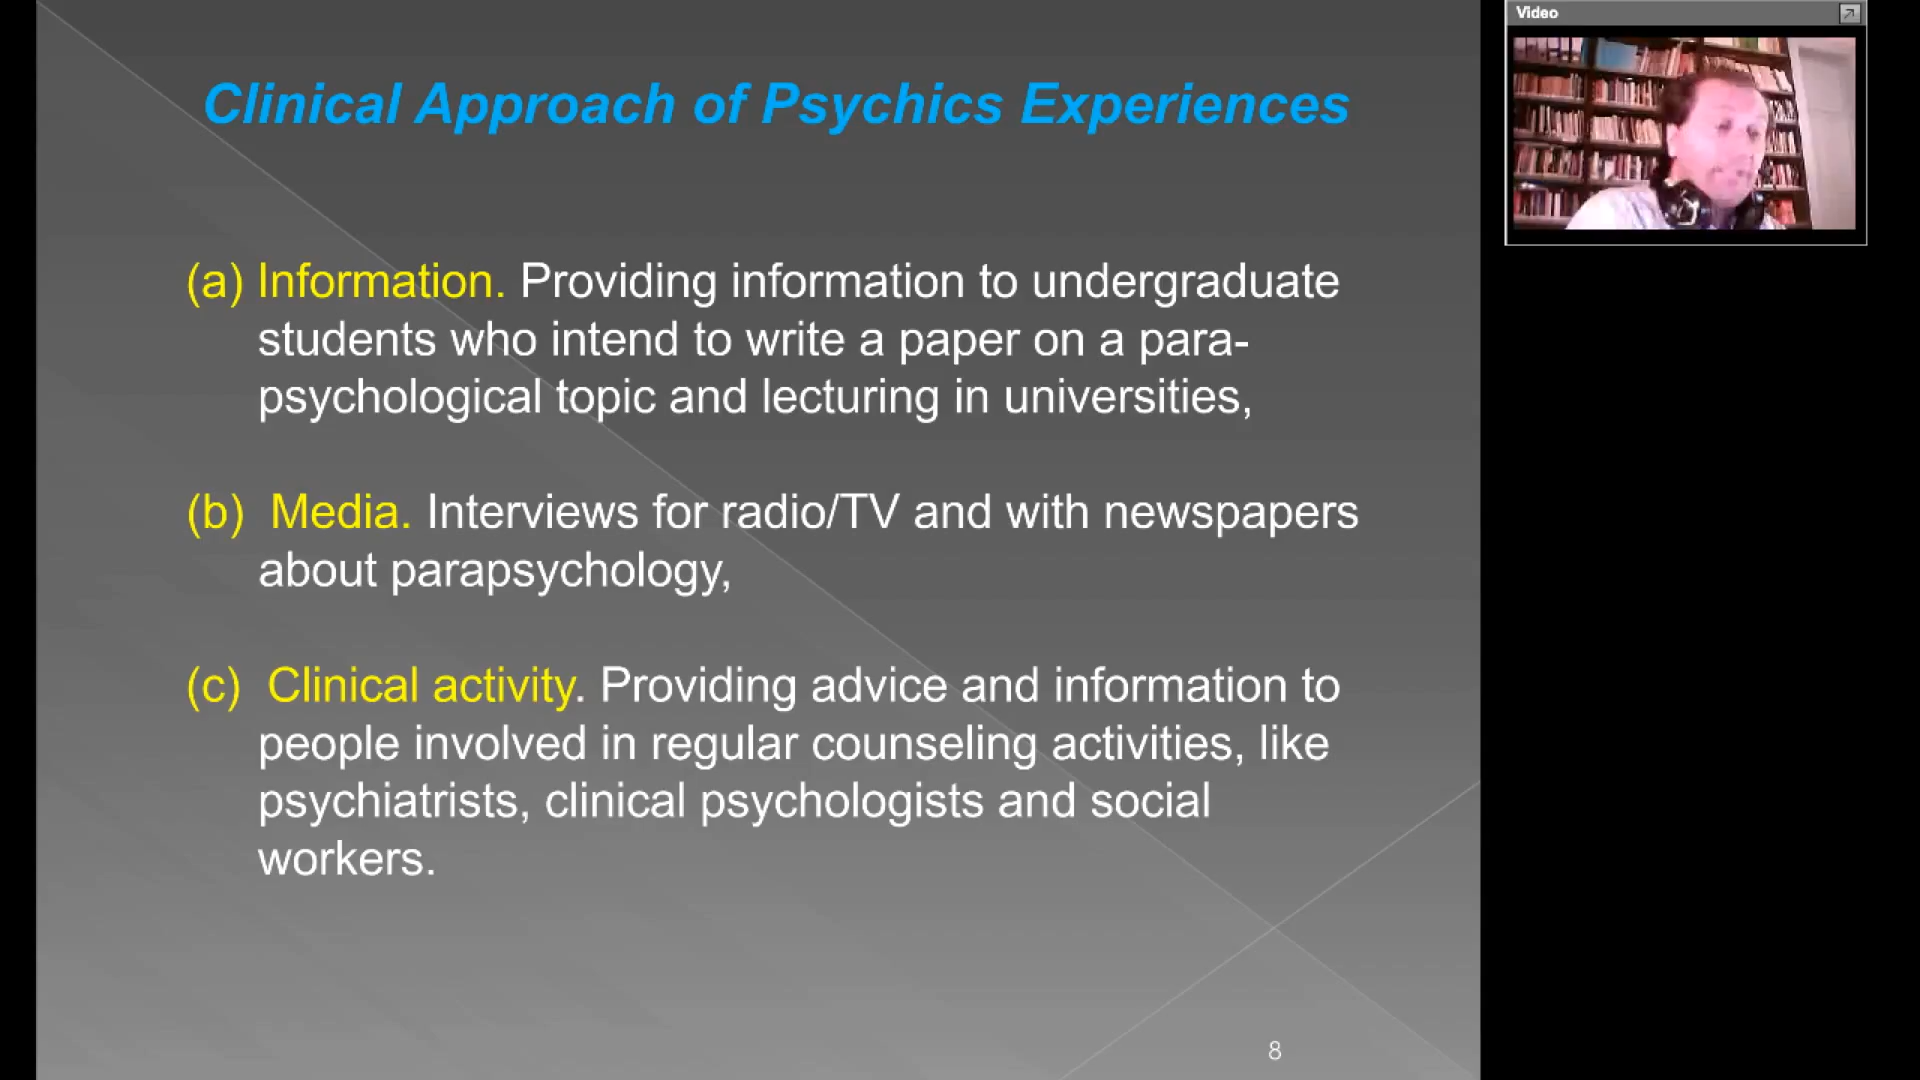 Video
Clinical Approach of Psychics Experiences
(a) Information. Providing information to undergraduate
students who intend to write a paper on a para-
psychological topic and lecturing in universities,
(b) Media. Interviews for radio/TV and with newspapers
about parapsychology,
(c) Clinical activity. Providing advice and information to
people involved in regular counseling activities, like
psychiatrists, clinical psychologists and social
workers.
8